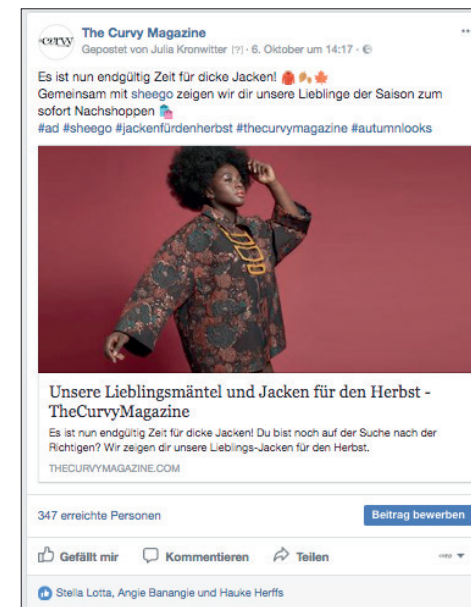 curvy
The Curvy Magazine
Gepostet von Julia Kronwitter [?] · 6. Oktober um 14:17 ·
Es ist nun endgültig Zeit für dicke Jacken! 🧥🍂🍁
Gemeinsam mit sheego zeigen wir dir unsere Lieblinge der Saison zum
sofort Nachshoppen 🛍
#ad #sheego #jackenfürdenherbst #thecurvymagazine #autumnlooks
Unsere Lieblingsmäntel und Jacken für den Herbst -
TheCurvyMagazine
Es ist nun endgültig Zeit für dicke Jacken! Du bist noch auf der Suche nach der
Richtigen? Wir zeigen dir unsere Lieblings-Jacken für den Herbst.
THECURVYMAGAZINE.COM
347 erreichte Personen
Beitrag bewerben
Gefällt mir Kommentieren Teilen
Stella Lotta, Angie Banangie und Hauke Herffs